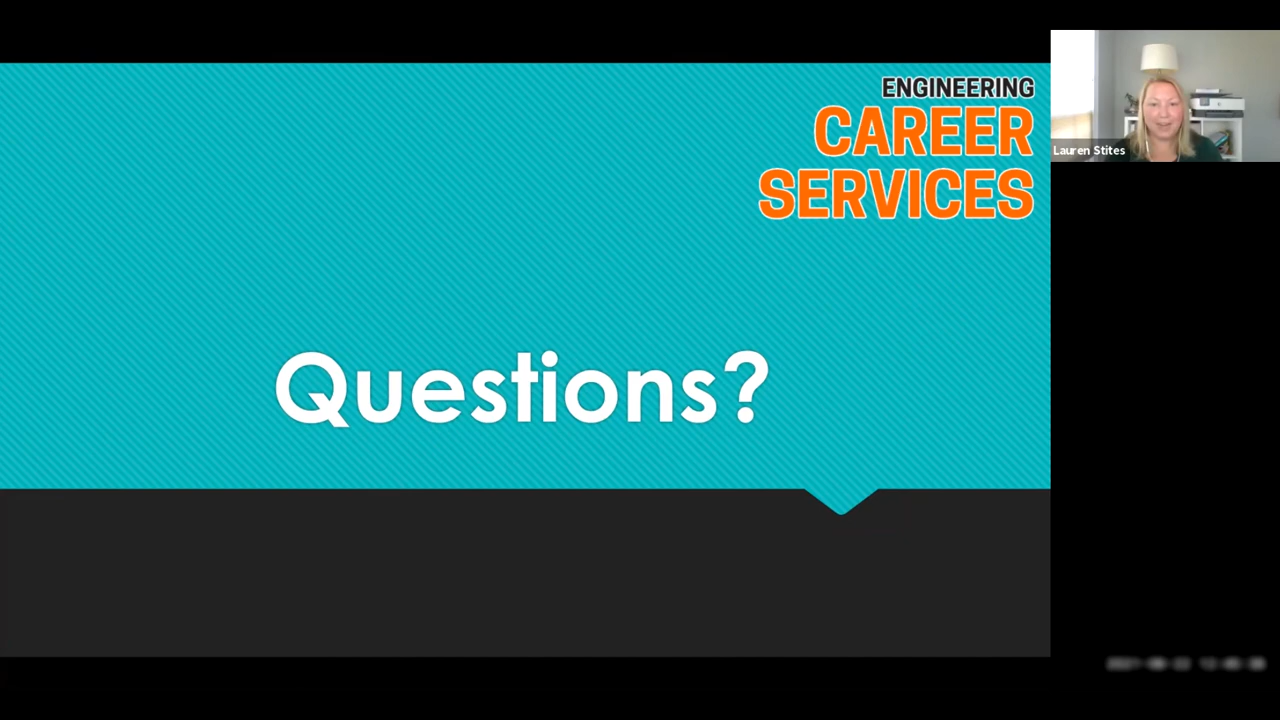 ENGINEERING
CAREER
SERVICES
Lauren Stites
Questions?